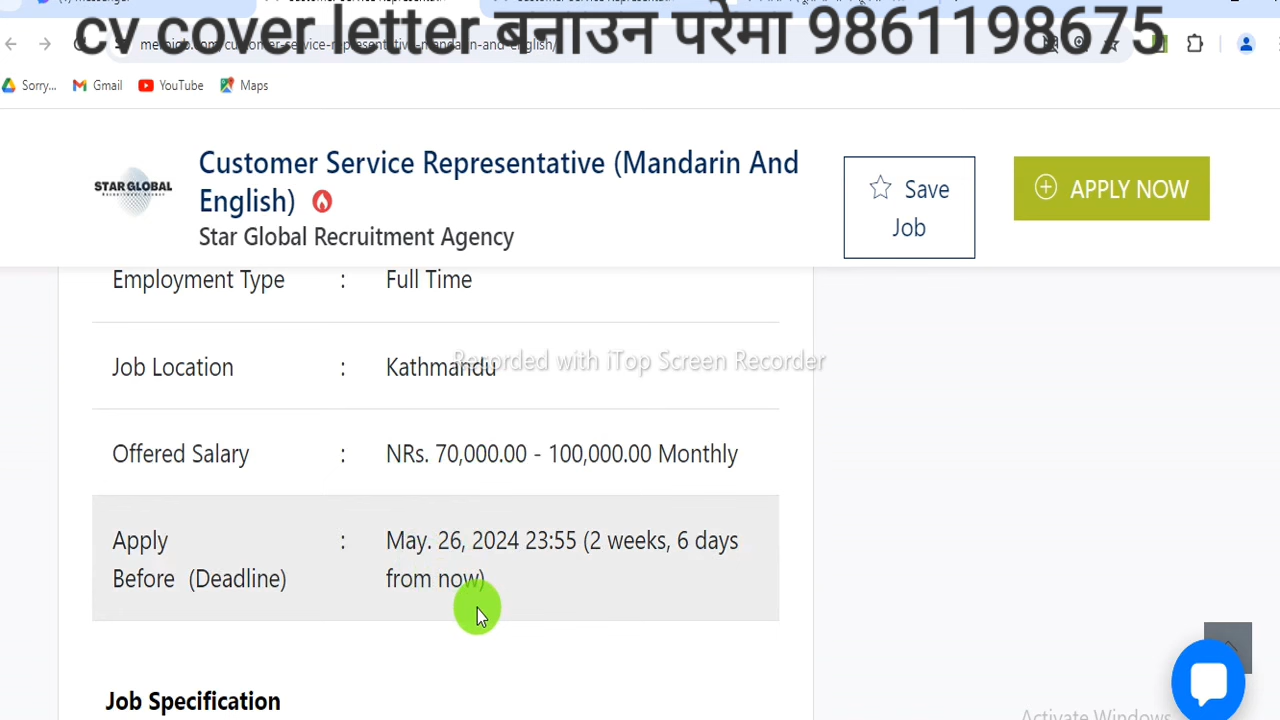 cv cover letter बनाउन परेमा 9861198675
Sorry...
Gmail
YouTube
Maps
STAR GLOBAL
Customer Service Representative (Mandarin And
English)
Star Global Recruitment Agency
Save
Job
APPLY NOW
Employment Type : Full Time
Job Location : Kathmandu
Recorded with iTop Screen Recorder
Offered Salary : NRs. 70,000.00 - 100,000.00 Monthly
Apply
Before (Deadline)
:
May. 26, 2024 23:55 (2 weeks, 6 days
from now)
Job Specification
Activate Windows